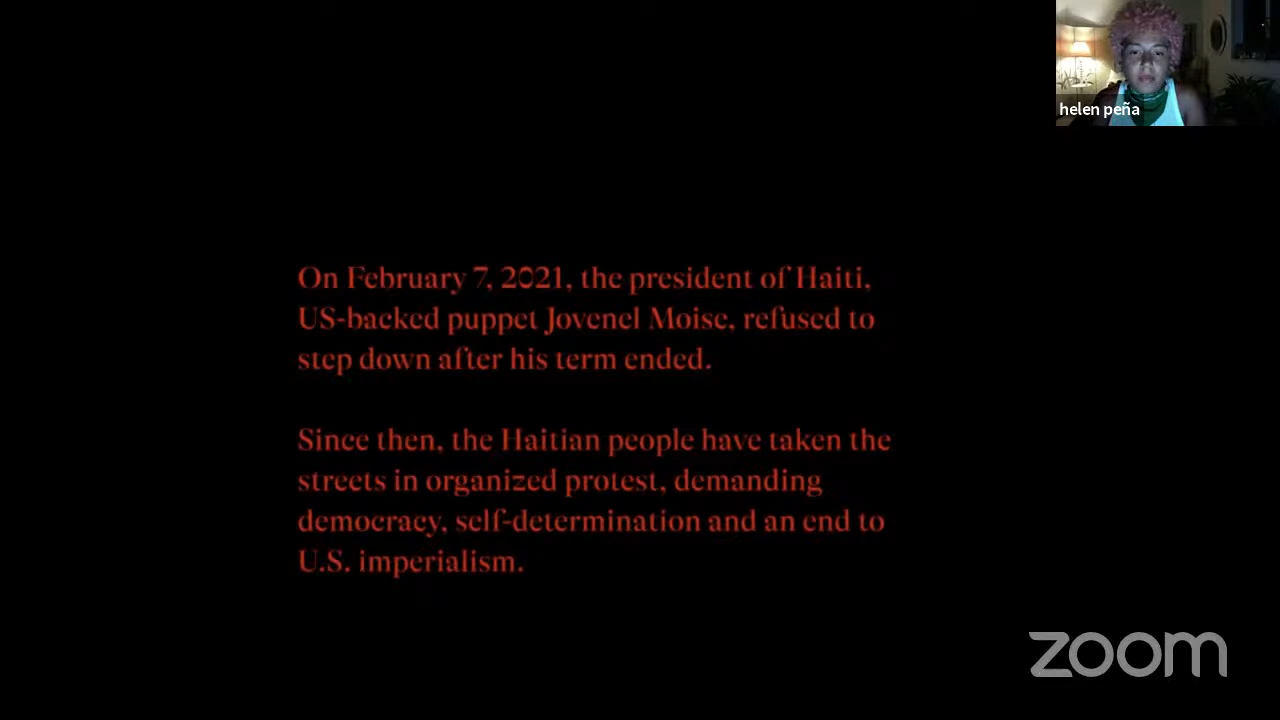 helen peña
On February 7, 2021, the president of Haiti,
US-backed puppet Jovenel Moise, refused to
step down after his term ended.
Since then, the Haitian people have taken the
streets in organized protest, demanding
democracy, self-determination and an end to
U.S. imperialism.
zoom